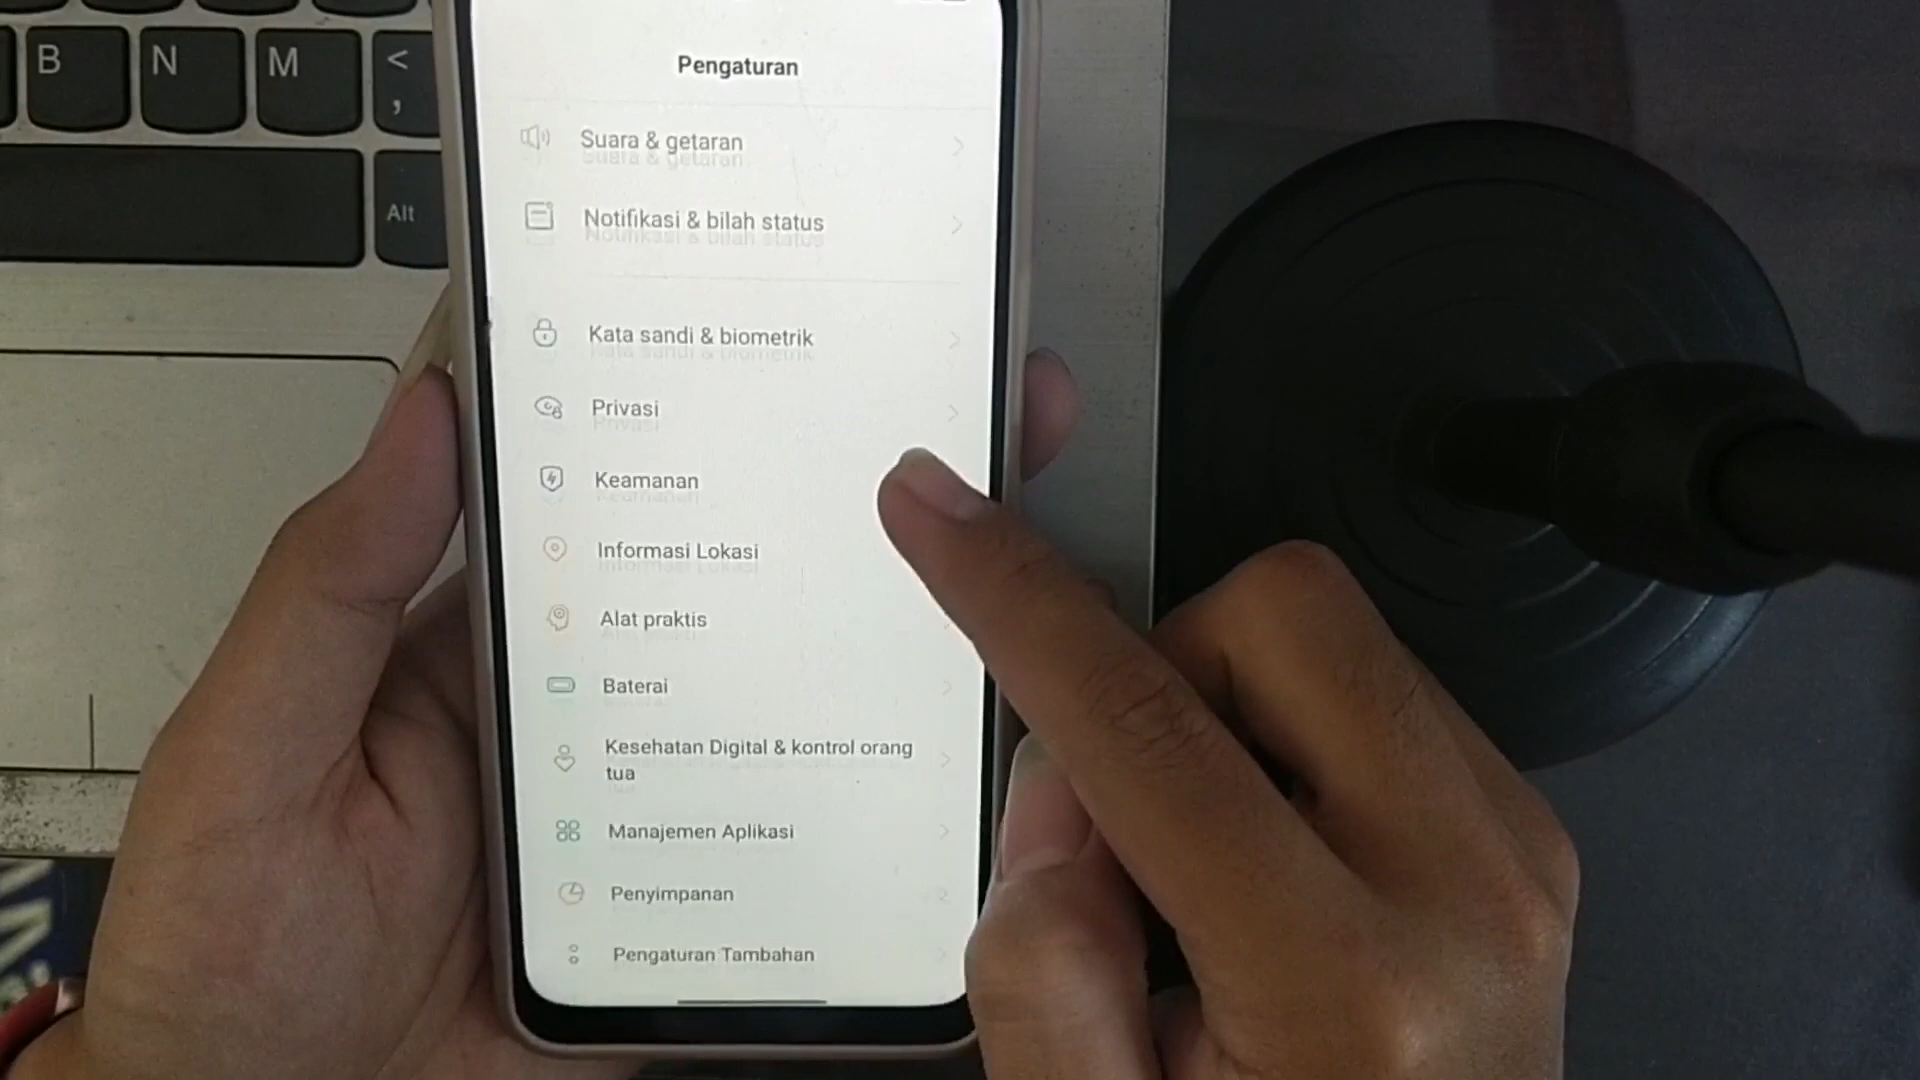 B N M < ,
Alt
Pengaturan
Suara & getaran
Notifikasi & bilah status
Kata sandi & biometrik
Privasi
Keamanan
Informasi Lokasi
Alat praktis
Baterai
Kesehatan Digital & kontrol orang
tua
Manajemen Aplikasi
Penyimpanan
Pengaturan Tambahan